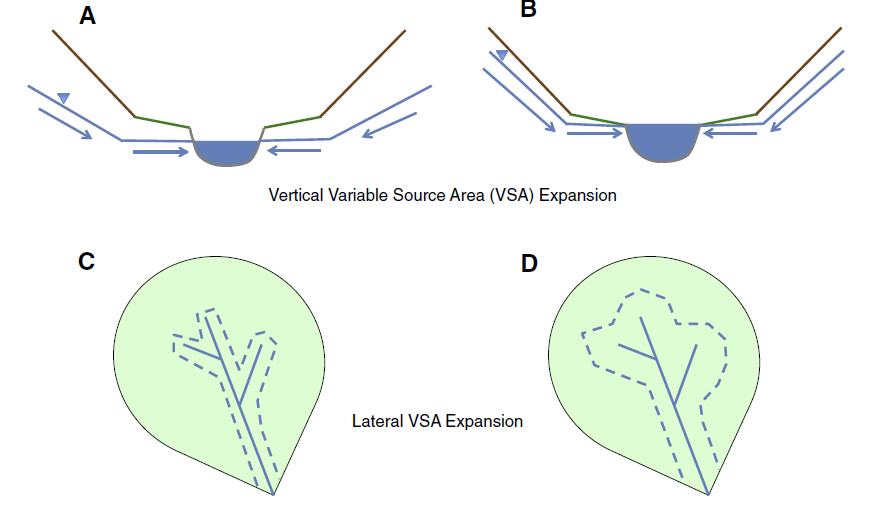 A
B
Vertical Variable Source Area (VSA) Expansion
C
D
Lateral VSA Expansion